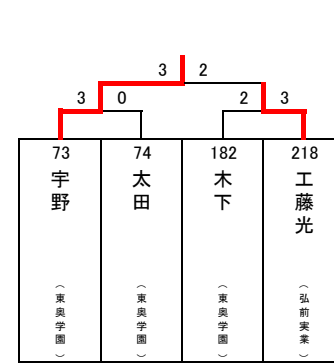 3 2
3 0 2 3
73 74 182 218
宇野 太田 木下 工藤光
（東奥学園） （東奥学園） （東奥学園） （弘前実業）